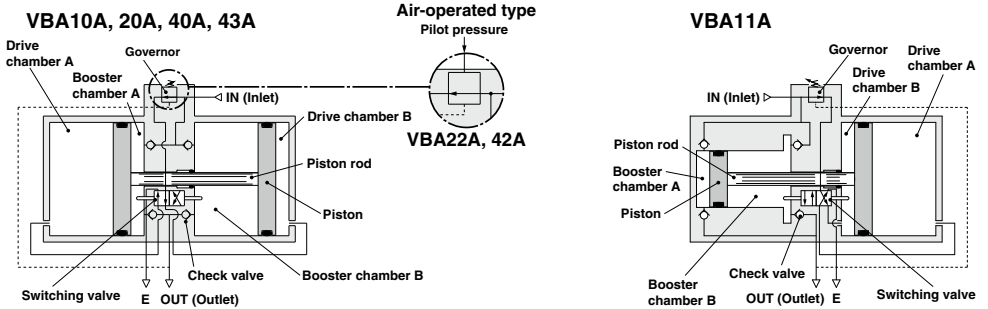 VBA10A, 20A, 40A, 43A
Drive
chamber A
Booster
chamber A
Governor
IN (Inlet)
Drive chamber B
Piston rod
Piston
Booster chamber B
Check valve
Switching valve
E
OUT (Outlet)
Air-operated type
Pilot pressure
VBA22A, 42A
VBA11A
Governor
Drive
chamber B
Drive
chamber A
IN (Inlet)
Piston rod
Booster
chamber A
Piston
Booster
chamber B
Check valve
OUT (Outlet)
E
Switching valve